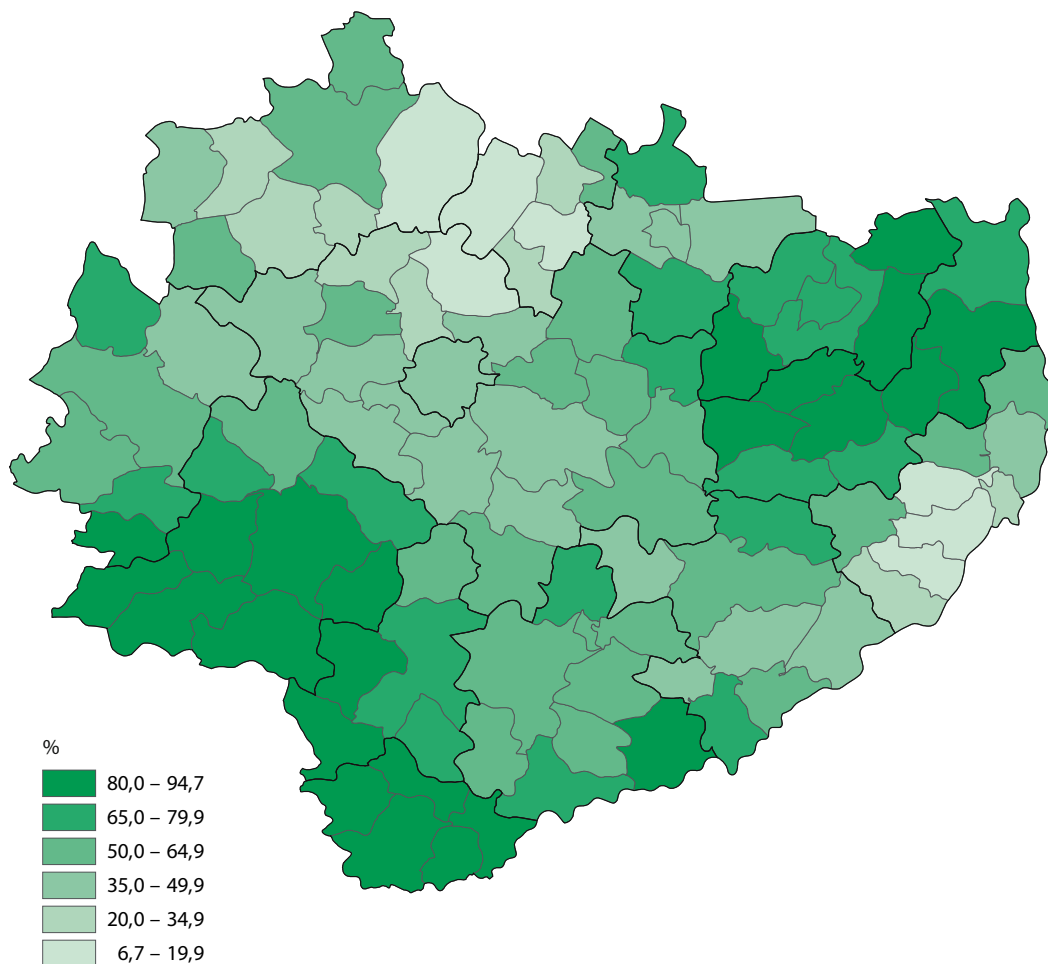 %
80,0 – 94,7
65,0 – 79,9
50,0 – 64,9
35,0 – 49,9
20,0 – 34,9
6,7 – 19,9